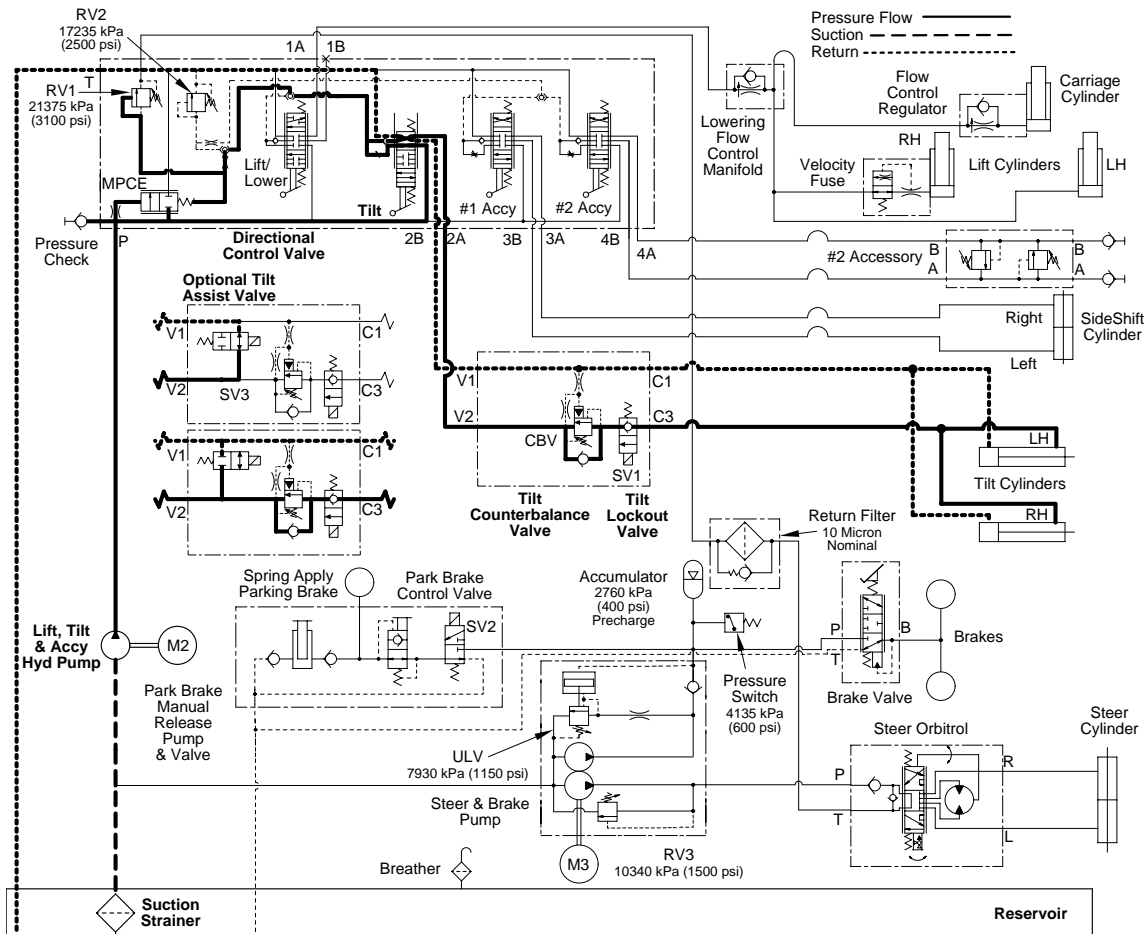 RV2
17235 kPa
(2500 psi)
1A
1B
Pressure Flow
Suction
Return
T
RV1
21375 kPa
(3100 psi)
Flow
Control
Regulator
Carriage
Cylinder
Lowering
Flow
Control
Manifold
RH
Lift Cylinders
LH
Velocity
Fuse
MPCE
Lift/
Lower
Tilt
#1 Accy
#2 Accy
P
Pressure
Check
Directional
Control Valve
2B
2A
3B
3A
4B
4A
#2 Accessory
B
A
B
A
Optional Tilt
Assist Valve
V1
C1
V2
SV3
C3
Right
SideShift
Cylinder
Left
V1
C1
V2
C3
CBV
SV1
V1
C1
V2
C3
LH
Tilt Cylinders
RH
Tilt
Counterbalance
Valve
Tilt
Lockout
Valve
Return Filter
10 Micron
Nominal
Spring Apply
Parking Brake
Park Brake
Control Valve
SV2
Accumulator
2760 kPa
(400 psi)
Precharge
P
B
T
Brakes
Brake Valve
Lift, Tilt
& Accy
Hyd Pump
M2
Pressure
Switch
4135 kPa
(600 psi)
Park Brake
Manual
Release
Pump
& Valve
ULV
7930 kPa (1150 psi)
Steer Orbitrol
Steer
Cylinder
P
R
T
L
Steer & Brake
Pump
M3
RV3
10340 kPa (1500 psi)
Breather
Suction
Strainer
Reservoir